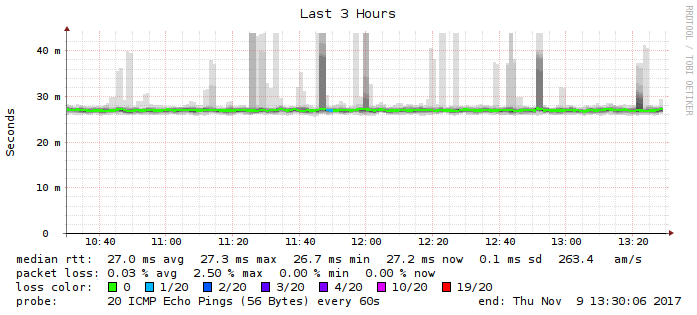 Last 3 Hours
RRDTOOL / TOBI OETIKER
Seconds
40 m
30 m
20 m
10 m
0
10:40 11:00 11:20 11:40 12:00 12:20 12:40 13:00 13:20
median rtt: 27.0 ms avg 27.3 ms max 26.7 ms min 27.2 ms now 0.1 ms sd 263.4 am/s
packet loss: 0.03 % avg 2.50 % max 0.00 % min 0.00 % now
loss color: 0 1/20 2/20 3/20 4/20 10/20 19/20
probe: 20 ICMP Echo Pings (56 Bytes) every 60s end: Thu Nov 9 13:30:06 2017